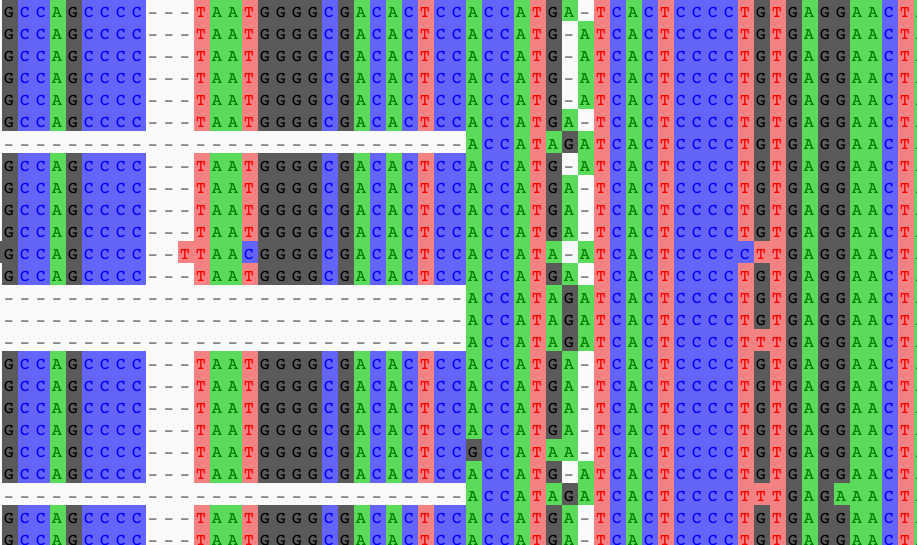 GCCAGCCCC---TAATGGGGCGACACTCCACCATGA-TCACTCCCCTGTGAGGAACT
GCCAGCCCC---TAATGGGGCGACACTCCACCATG-ATCACTCCCCTGTGAGGAACT
GCCAGCCCC---TAATGGGGCGACACTCCACCATG-ATCACTCCCCTGTGAGGAACT
GCCAGCCCC---TAATGGGGCGACACTCCACCATG-ATCACTCCCCTGTGAGGAACT
GCCAGCCCC---TAATGGGGCGACACTCCACCATG-ATCACTCCCCTGTGAGGAACT
GCCAGCCCC---TAATGGGGCGACACTCCACCATGA-TCACTCCCCTGTGAGGAACT
-----------------------------ACCATAGATCACTCCCCTGTGAGGAACT
GCCAGCCCC---TAATGGGGCGACACTCCACCATG-ATCACTCCCCTGTGAGGAACT
GCCAGCCCC---TAATGGGGCGACACTCCACCATGA-TCACTCCCCTGTGAGGAACT
GCCAGCCCC---TAATGGGGCGACACTCCACCATGA-TCACTCCCCTGTGAGGAACT
GCCAGCCCC---TAATGGGGCGACACTCCACCATGA-TCACTCCCCTGTGAGGAACT
GCCAGCCCC--TTAACGGGGCGACACTCCACCATA-ATCACTCCCCCTTGAGGAACT
GCCAGCCCC---TAATGGGGCGACACTCCACCATGA-TCACTCCCCTGTGAGGAACT
-----------------------------ACCATAGATCACTCCCCTGTGAGGAACT
-----------------------------ACCATAGATCACTCCCCTGTGAGGAACT
-----------------------------ACCATAGATCACTCCCCTTTGAGGAACT
GCCAGCCCC---TAATGGGGCGACACTCCACCATGA-TCACTCCCCTGTGAGGAACT
GCCAGCCCC---TAATGGGGCGACACTCCACCATGA-TCACTCCCCTGTGAGGAACT
GCCAGCCCC---TAATGGGGCGACACTCCACCATGA-TCACTCCCCTGTGAGGAACT
GCCAGCCCC---TAATGGGGCGACACTCCACCATGA-TCACTCCCCTGTGAGGAACT
GCCAGCCCC---TAATGGGGCGACACTCCGCCATAA-TCACTCCCCTGTGAGGAACT
GCCAGCCCC---TAATGGGGCGACACTCCACCATG-ATCACTCCCCTGTGAGGAACT
-----------------------------ACCATAGATCACTCCCCTTTGAGAAACT
GCCAGCCCC---TAATGGGGCGACACTCCACCATGA-TCACTCCCCTGTGAGGAACT
GCCAGCCCC---TAATGGGGCGACACTCCACCATGA-TCACTCCCCTGTGAGGAACT